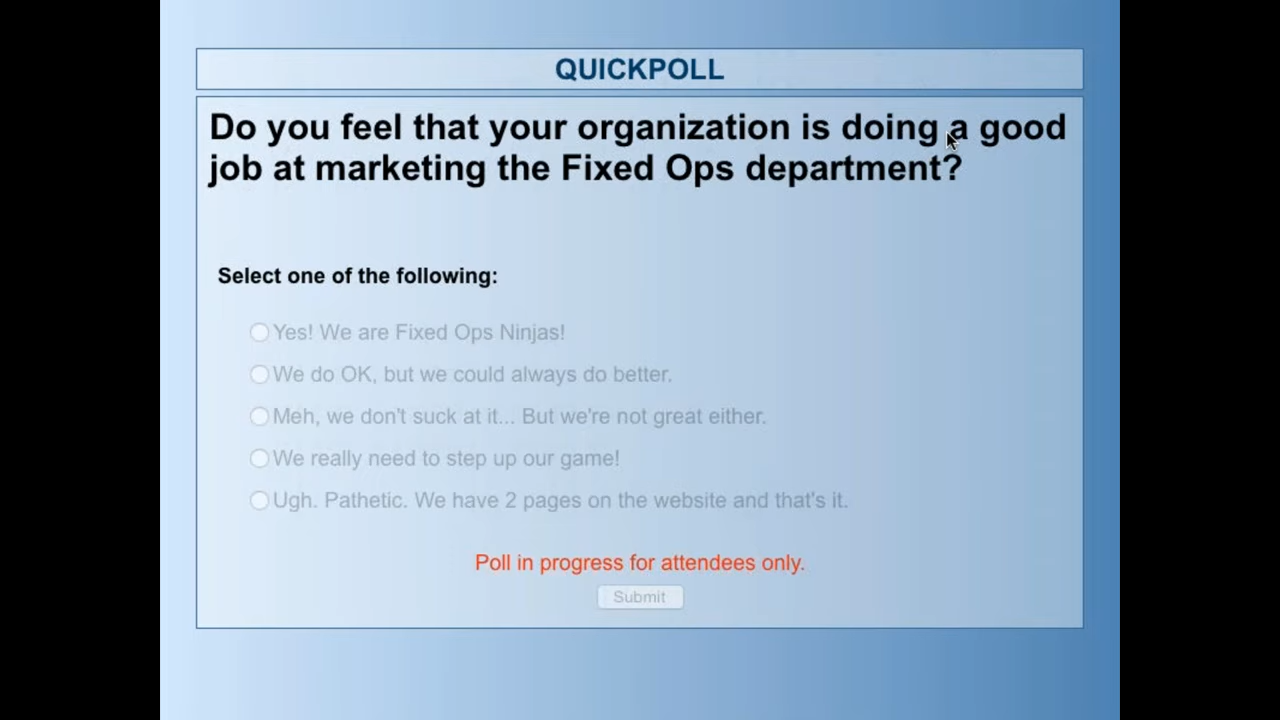 QUICKPOLL
Do you feel that your organization is doing a good
job at marketing the Fixed Ops department?
Select one of the following:
Yes! We are Fixed Ops Ninjas!
We do OK, but we could always do better.
Meh, we don't suck at it... But we're not great either.
We really need to step up our game!
Ugh. Pathetic. We have 2 pages on the website and that's it.
Poll in progress for attendees only.
Submit